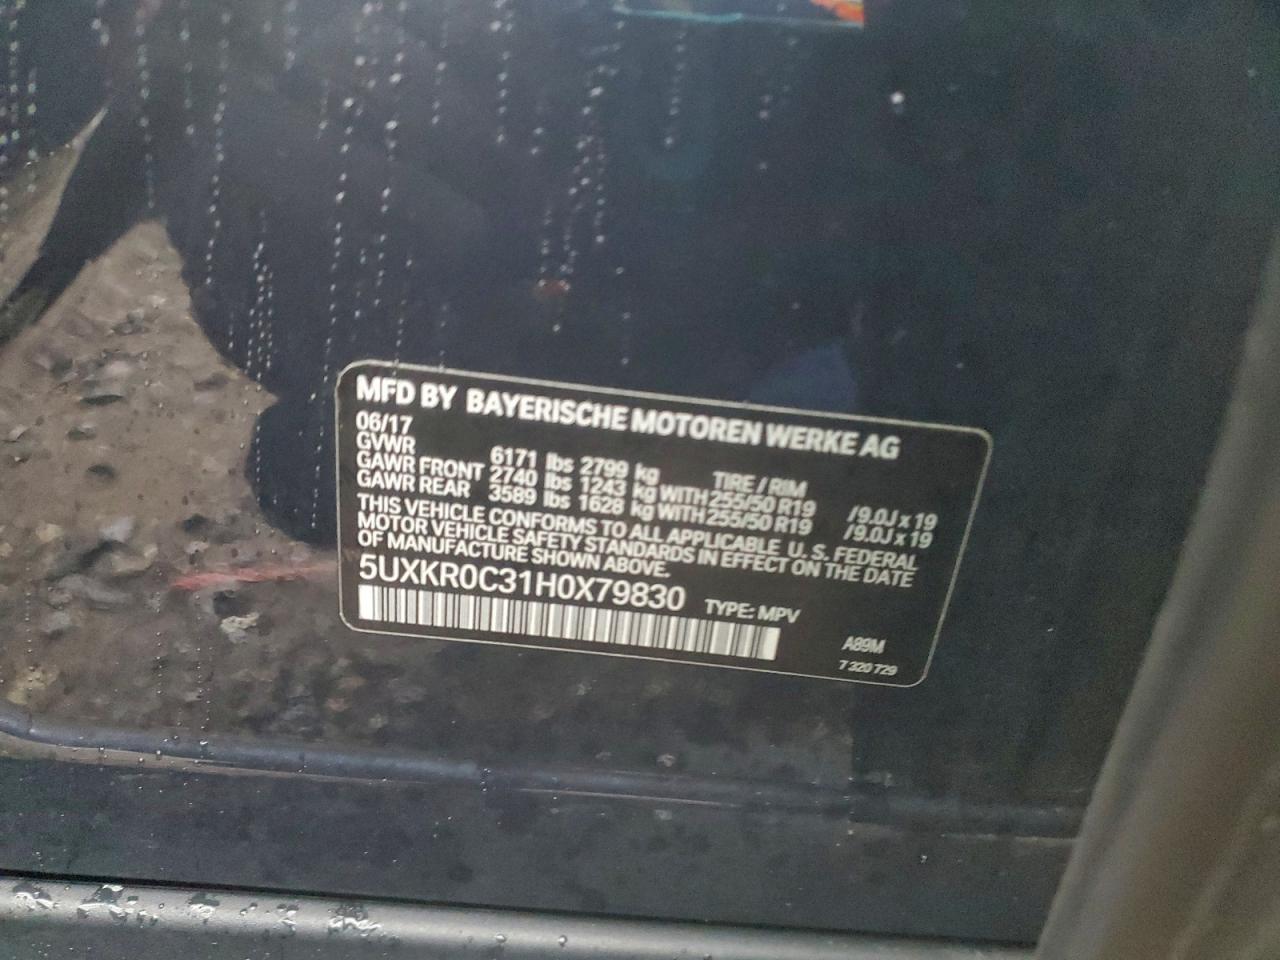 MFD BY BAYERISCHE MOTOREN WERKE AG
06/17
GVWR 6171 lbs 2799 kg TIRE / RIM
GAWR FRONT 2740 lbs 1243 kg WITH 255/50 R19 /9.0J x 19
GAWR REAR 3589 lbs 1628 kg WITH 255/50 R19 /9.0J x 19
THIS VEHICLE CONFORMS TO ALL APPLICABLE U. S. FEDERAL
MOTOR VEHICLE SAFETY STANDARDS IN EFFECT ON THE DATE
OF MANUFACTURE SHOWN ABOVE.
5UXKR0C31H0X79830 TYPE: MPV
A89M
7 320 729